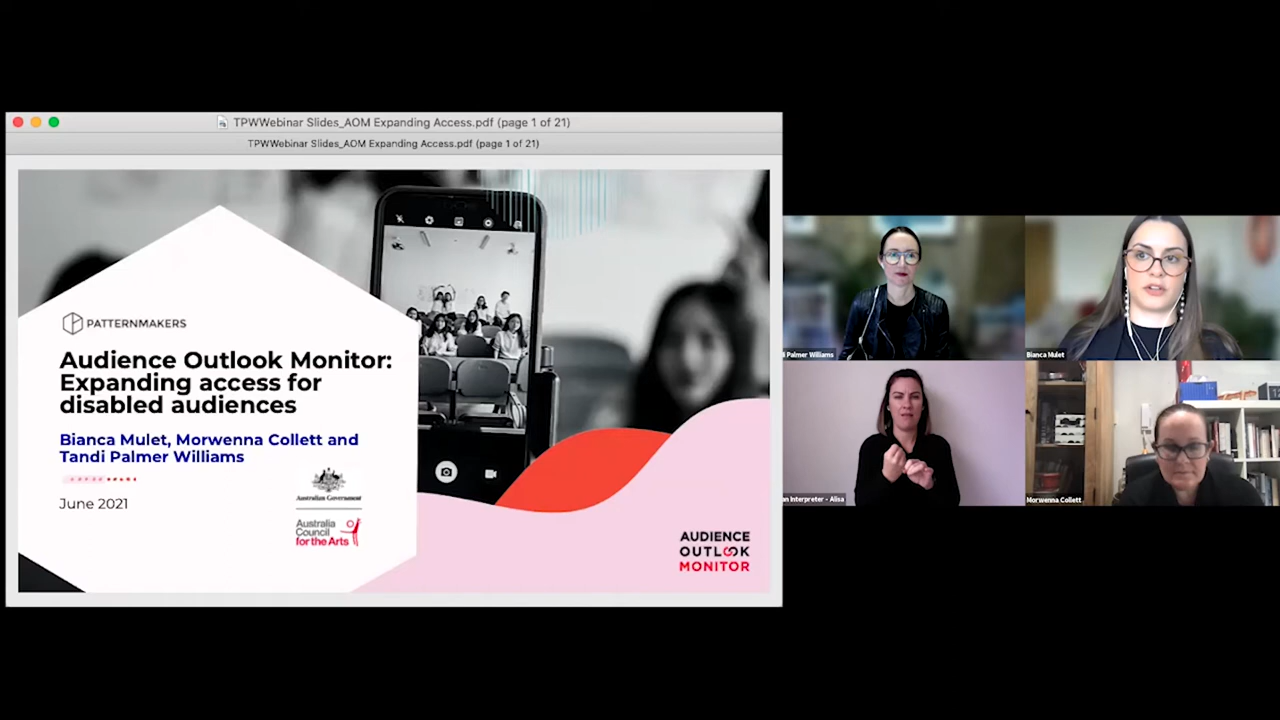 TPWWebinar Slides_AOM Expanding Access.pdf (page 1 of 21)
TPWWebinar Slides_AOM Expanding Access.pdf (page 1 of 21)
PATTERNMAKERS
Audience Outlook Monitor:
Expanding access for
disabled audiences
Bianca Mulet, Morwenna Collett and
Tandi Palmer Williams
June 2021
Australian Government
Australia
Council
for the Arts
AUDIENCE
OUTLOOK
MONITOR
Palmer Williams
Bianca Mulet
Interpreter - Alisa
Morwenna Collett